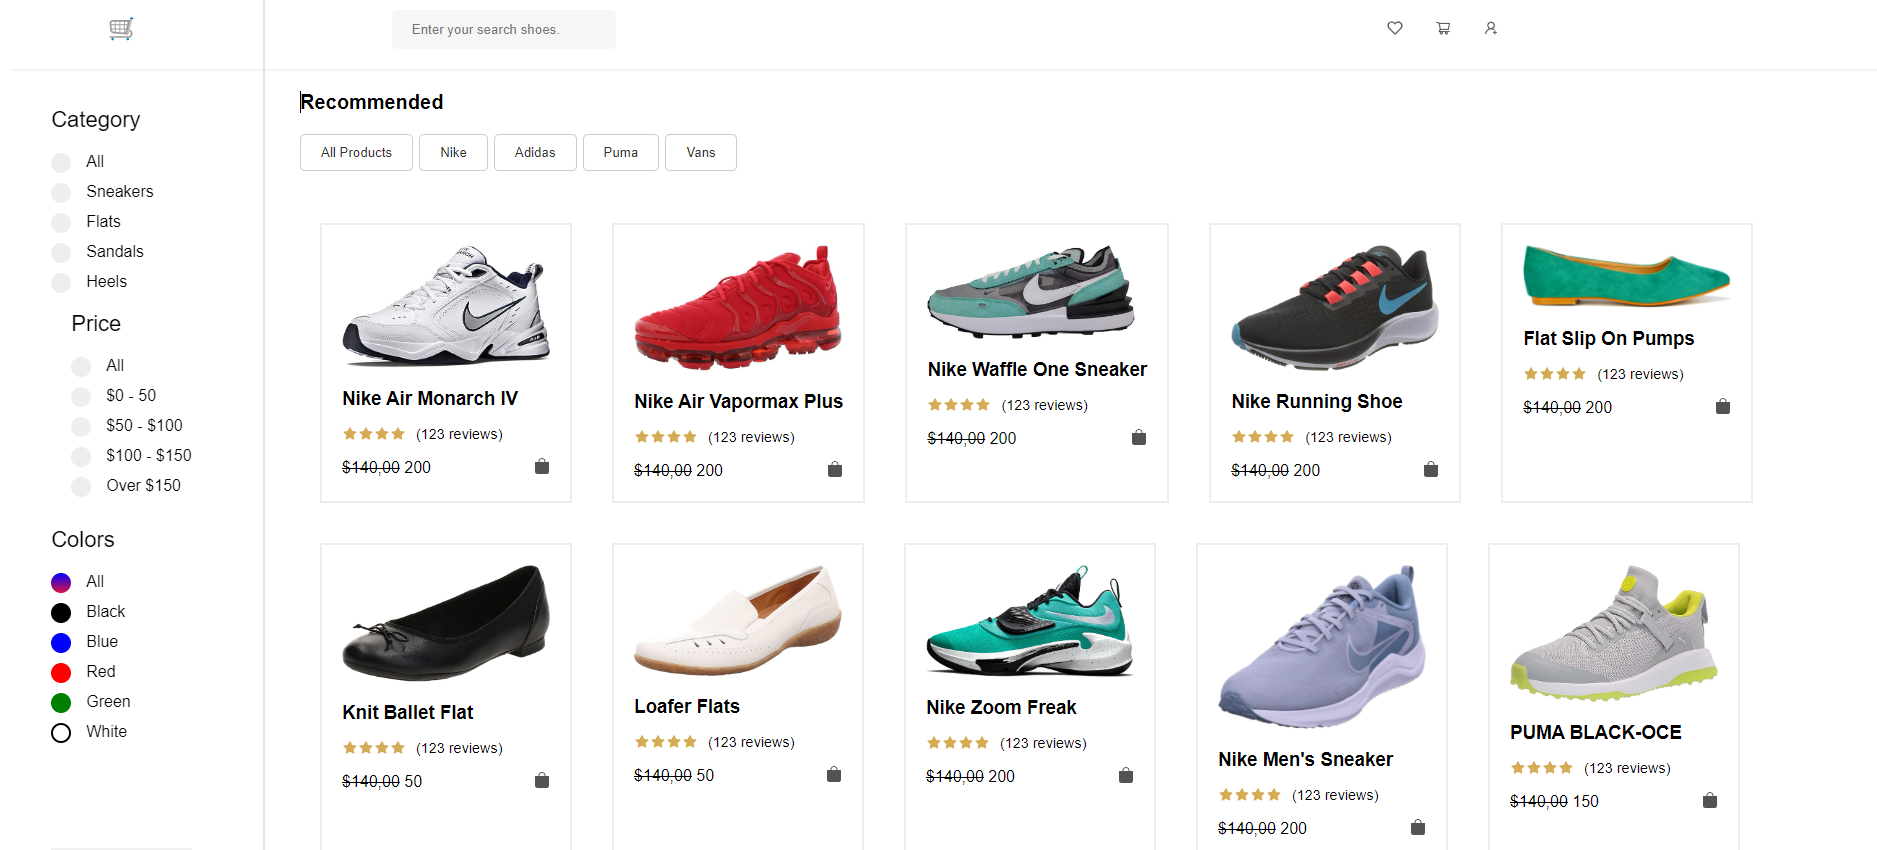 Enter your search shoes.
Category
All
Sneakers
Flats
Sandals
Heels
Price
All
$0 - 50
$50 - $100
$100 - $150
Over $150
Colors
All
Black
Blue
Red
Green
White
Recommended
All Products Nike Adidas Puma Vans
Nike Air Monarch IV
(123 reviews)
$140,00 200
Nike Air Vapormax Plus
(123 reviews)
$140,00 200
Nike Waffle One Sneaker
(123 reviews)
$140,00 200
Nike Running Shoe
(123 reviews)
$140,00 200
Flat Slip On Pumps
(123 reviews)
$140,00 200
Knit Ballet Flat
(123 reviews)
$140,00 50
Loafer Flats
(123 reviews)
$140,00 50
Nike Zoom Freak
(123 reviews)
$140,00 200
Nike Men's Sneaker
(123 reviews)
$140,00 200
PUMA BLACK-OCE
(123 reviews)
$140,00 150